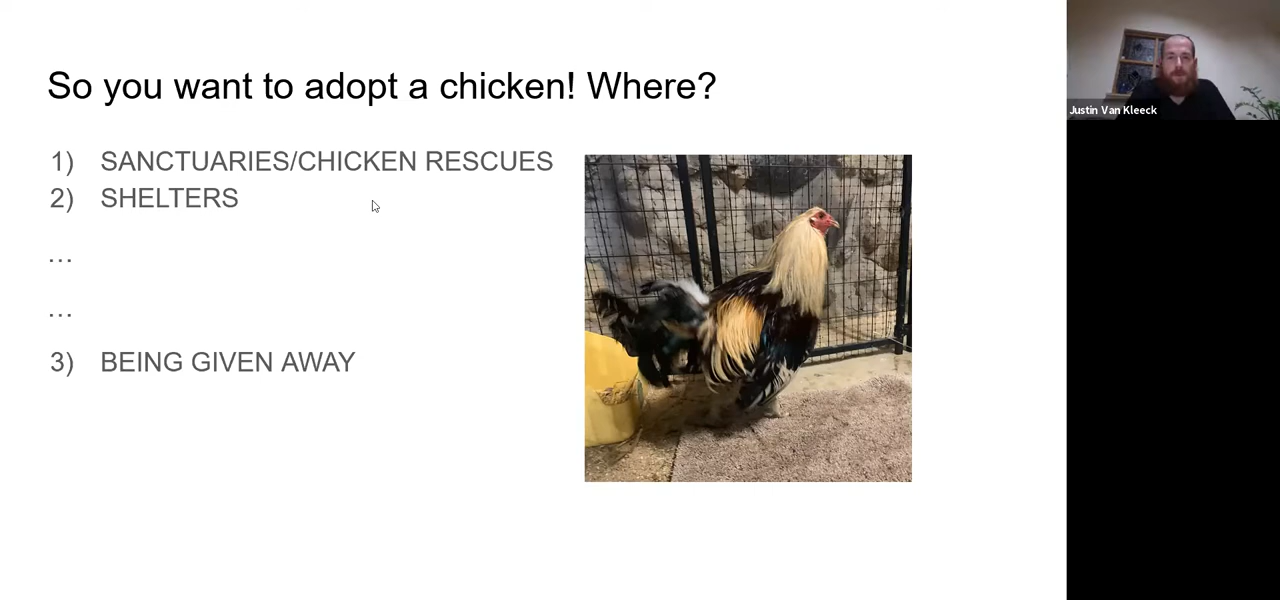 So you want to adopt a chicken! Where?
1) SANCTUARIES/CHICKEN RESCUES
2) SHELTERS
…
…
3) BEING GIVEN AWAY
Justin Van Kleeck